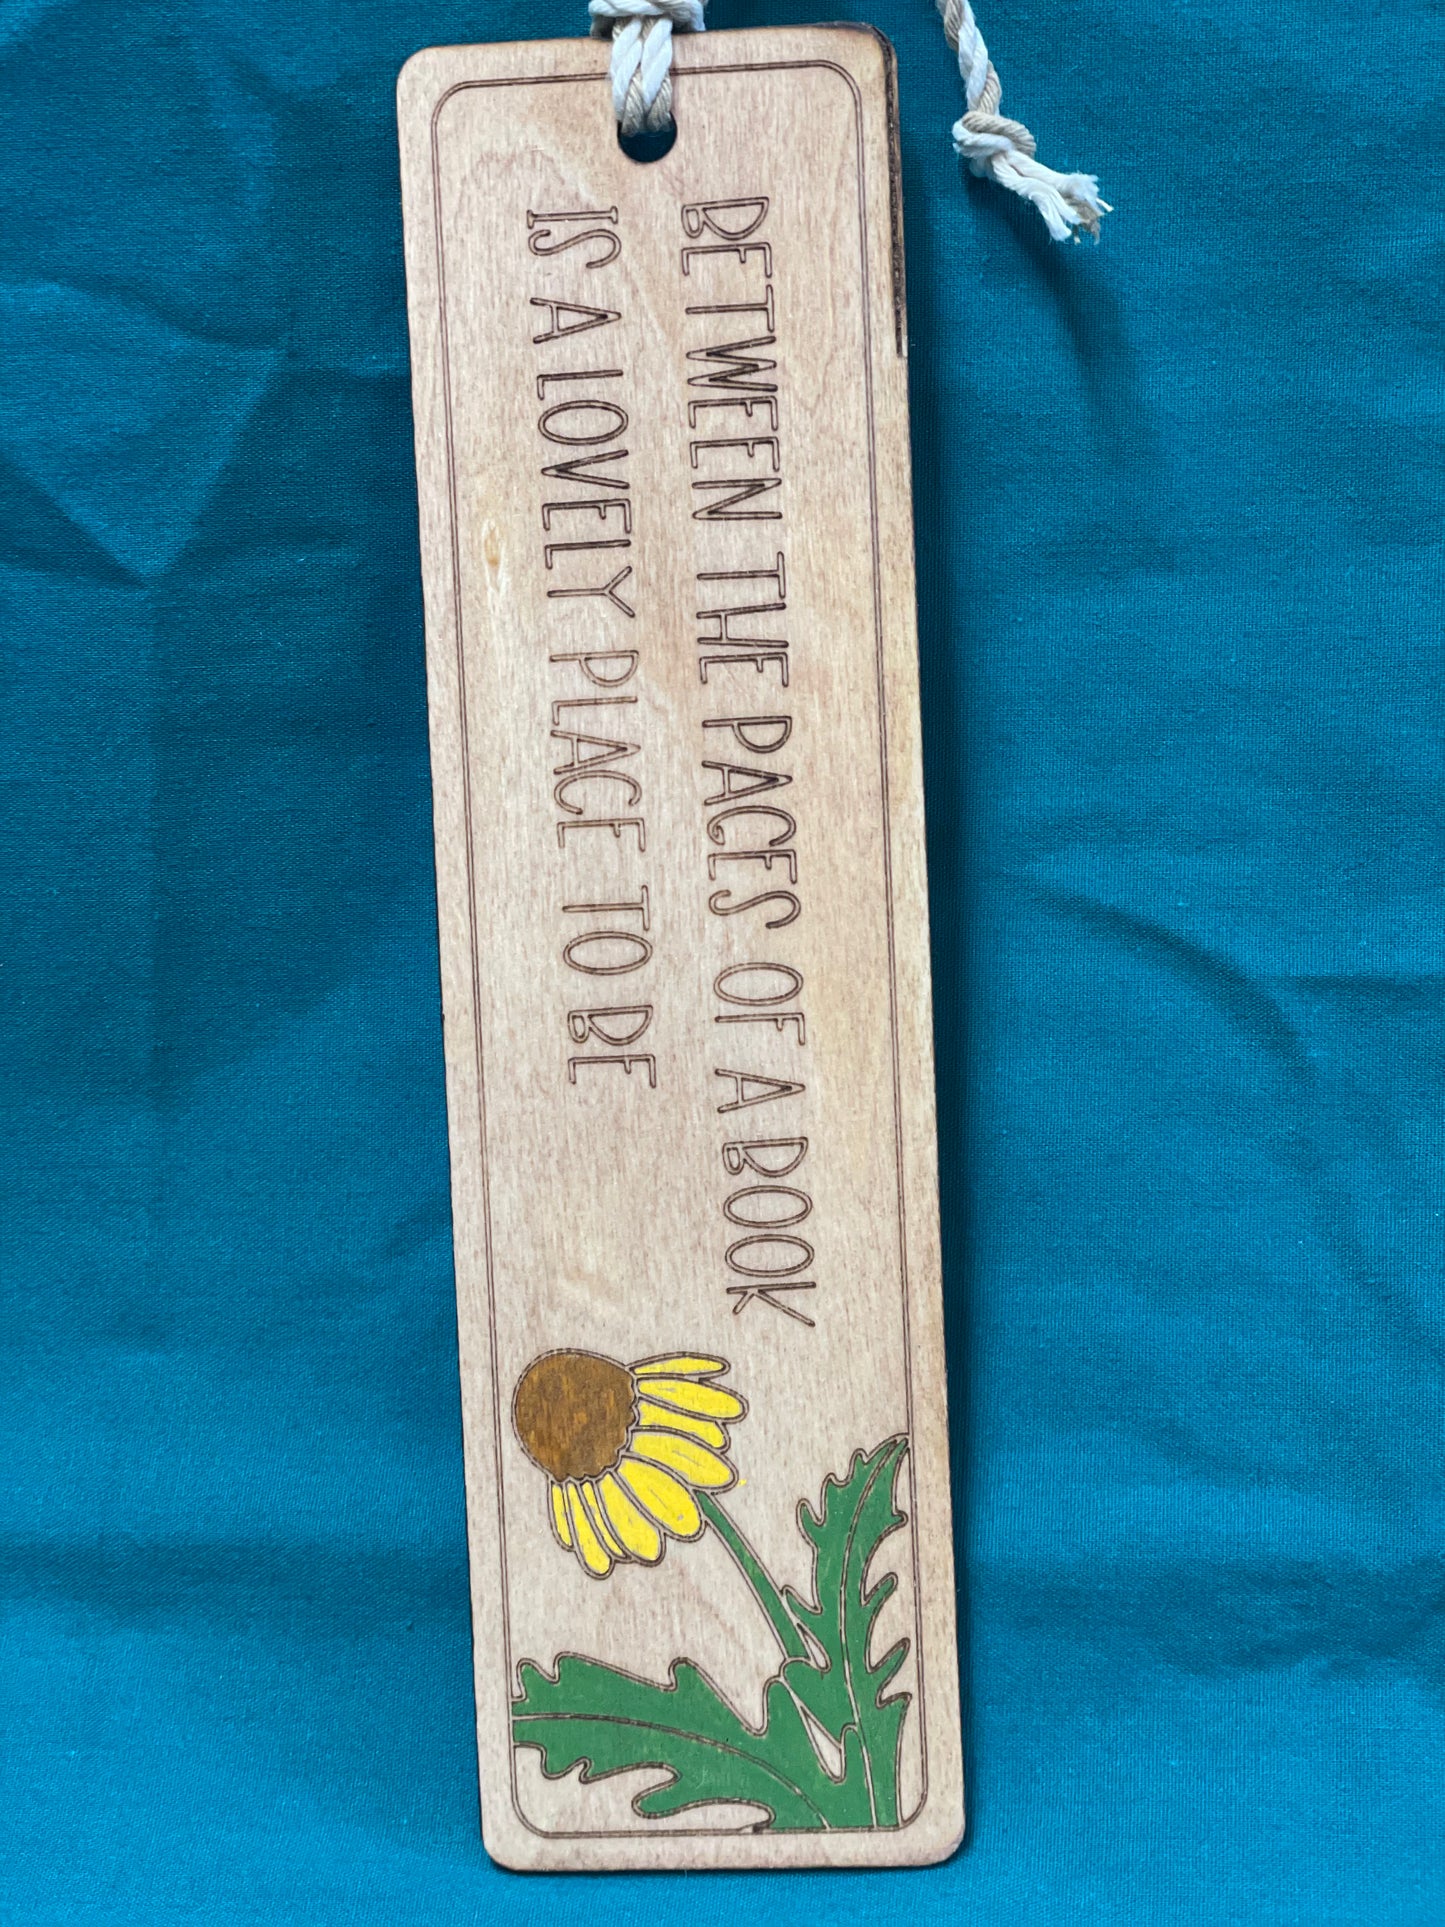 BETWEEN THE PAGES OF A BOOK
IS A LOVELY PLACE TO BE